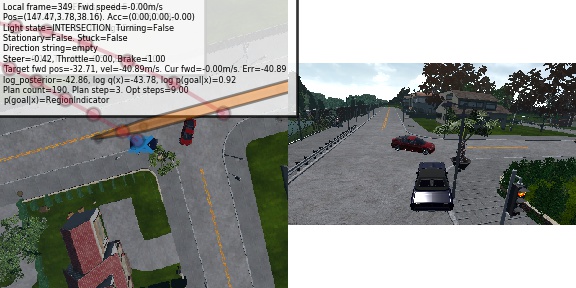 Local frame=349. Fwd speed=-0.00m/s
Pos=(147.47,3.78,38.16). Acc=(0.00,0.00,-0.00)
Light state=INTERSECTION. Turning=False
Stationary=False. Stuck=False
Direction string=empty
Steer=-0.42, Throttle=0.00, Brake=1.00
Target fwd pos=-32.71, vel=-40.89m/s. Cur fwd=-0.00m/s. Err=-40.89
log_posterior=-42.86, log q(x)=-43.78, log p(goal|x)=0.92
Plan count=190, Plan step=3. Opt steps=9.00
p(goal|x)=RegionIndicator